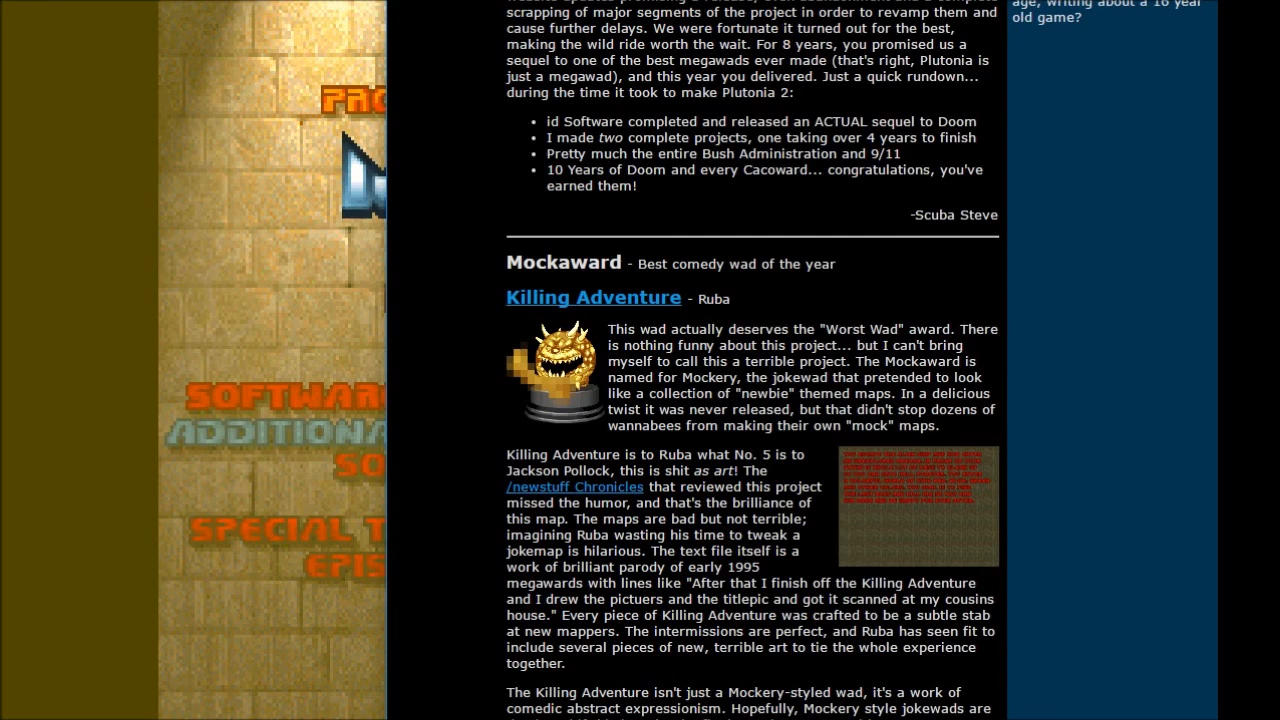 age, writing about a 16 year
old game?
scrapping of major segments of the project in order to revamp them and
cause further delays. We were fortunate it turned out for the best,
making the wild ride worth the wait. For 8 years, you promised us a
sequel to one of the best megawads ever made (that's right, Plutonia is
just a megawad), and this year you delivered. Just a quick rundown...
during the time it took to make Plutonia 2:
• id Software completed and released an ACTUAL sequel to Doom
• I made two complete projects, one taking over 4 years to finish
• Pretty much the entire Bush Administration and 9/11
• 10 Years of Doom and every Cacoward... congratulations, you've
earned them!
-Scuba Steve
Mockaward - Best comedy wad of the year
Killing Adventure - Ruba
This wad actually deserves the "Worst Wad" award. There
is nothing funny about this project... but I can't bring
myself to call this a terrible project. The Mockaward is
named for Mockery, the jokewad that pretended to look
like a collection of "newbie" themed maps. In a delicious
twist it was never released, but that didn't stop dozens of
wannabees from making their own "mock" maps.
Killing Adventure is to Ruba what No. 5 is to
Jackson Pollock, this is shit as art! The
/newstuff Chronicles that reviewed this project
missed the humor, and that's the brilliance of
this map. The maps are bad but not terrible;
imagining Ruba wasting his time to tweak a
jokemap is hilarious. The text file itself is a
work of brilliant parody of early 1995
megawards with lines like "After that I finish off the Killing Adventure
and I drew the pictuers and the titlepic and got it scanned at my cousins
house." Every piece of Killing Adventure was crafted to be a subtle stab
at new mappers. The intermissions are perfect, and Ruba has seen fit to
include several pieces of new, terrible art to tie the whole experience
together.
The Killing Adventure isn't just a Mockery-styled wad, it's a work of
comedic abstract expressionism. Hopefully, Mockery style jokewads are
PRO
SOFTWAR
ADDITIONA
SO
SPECIAL T
EPIS